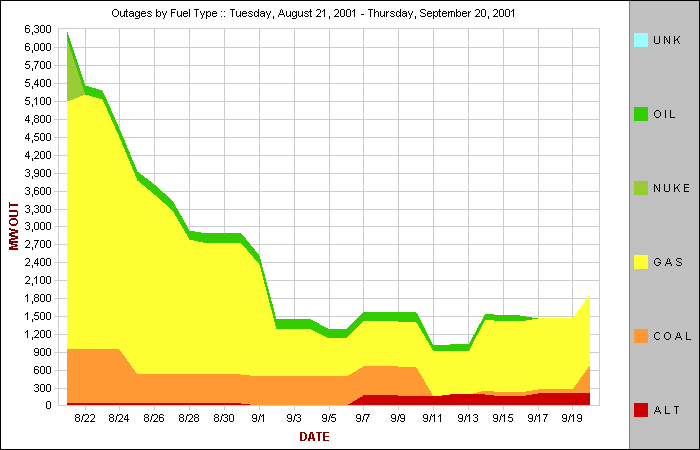 Outages by Fuel Type :: Tuesday, August 21, 2001 - Thursday, September 20, 2001
MWOUT
6,300
6,000
5,700
5,400
5,100
4,800
4,500
4,200
3,900
3,600
3,300
3,000
2,700
2,400
2,100
1,800
1,500
1,200
900
600
300
0
8/22 8/24 8/26 8/28 8/30 9/1 9/3 9/5 9/7 9/9 9/11 9/13 9/15 9/17 9/19
DATE
UNK
OIL
NUKE
GAS
COAL
ALT